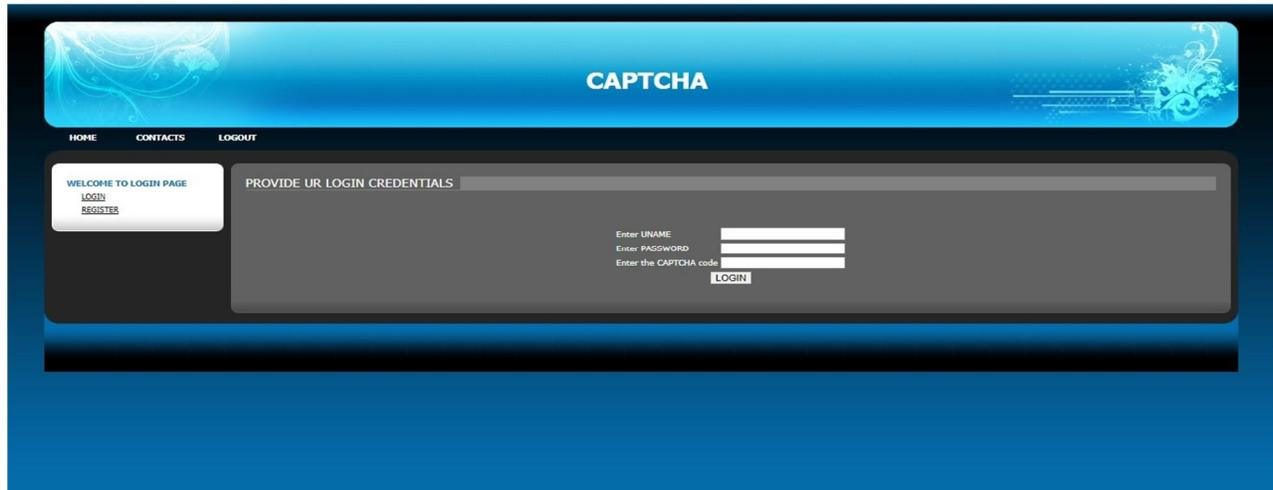 CAPTCHA
HOME CONTACTS LOGOUT
WELCOME TO LOGIN PAGE
LOGIN
REGISTER
PROVIDE UR LOGIN CREDENTIALS
Enter UNAME
Enter PASSWORD
Enter the CAPTCHA code
LOGIN